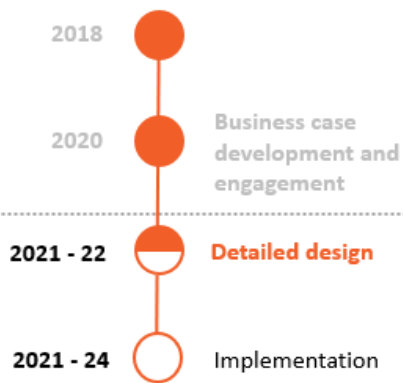 2018
2020
Business case
development and
engagement
2021 - 22
Detailed design
2021 - 24
Implementation